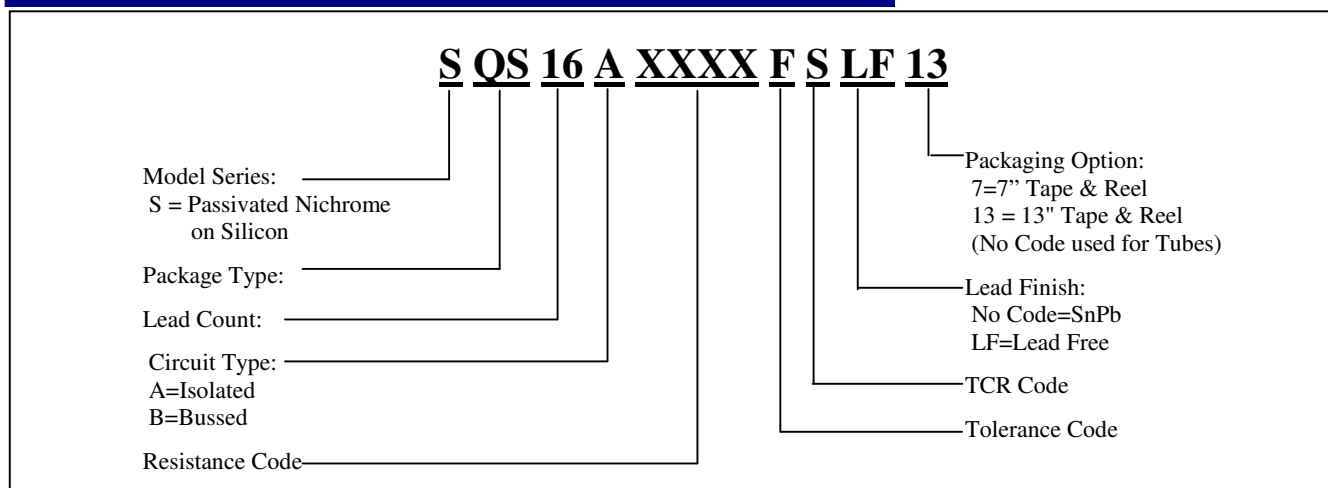 S QS 16 A XXXX F S LF 13
Model Series:
S = Passivated Nichrome
on Silicon
Package Type:
Lead Count:
Circuit Type:
A=Isolated
B=Bussed
Resistance Code
Packaging Option:
7=7” Tape & Reel
13 = 13" Tape & Reel
(No Code used for Tubes)
Lead Finish:
No Code=SnPb
LF=Lead Free
TCR Code
Tolerance Code